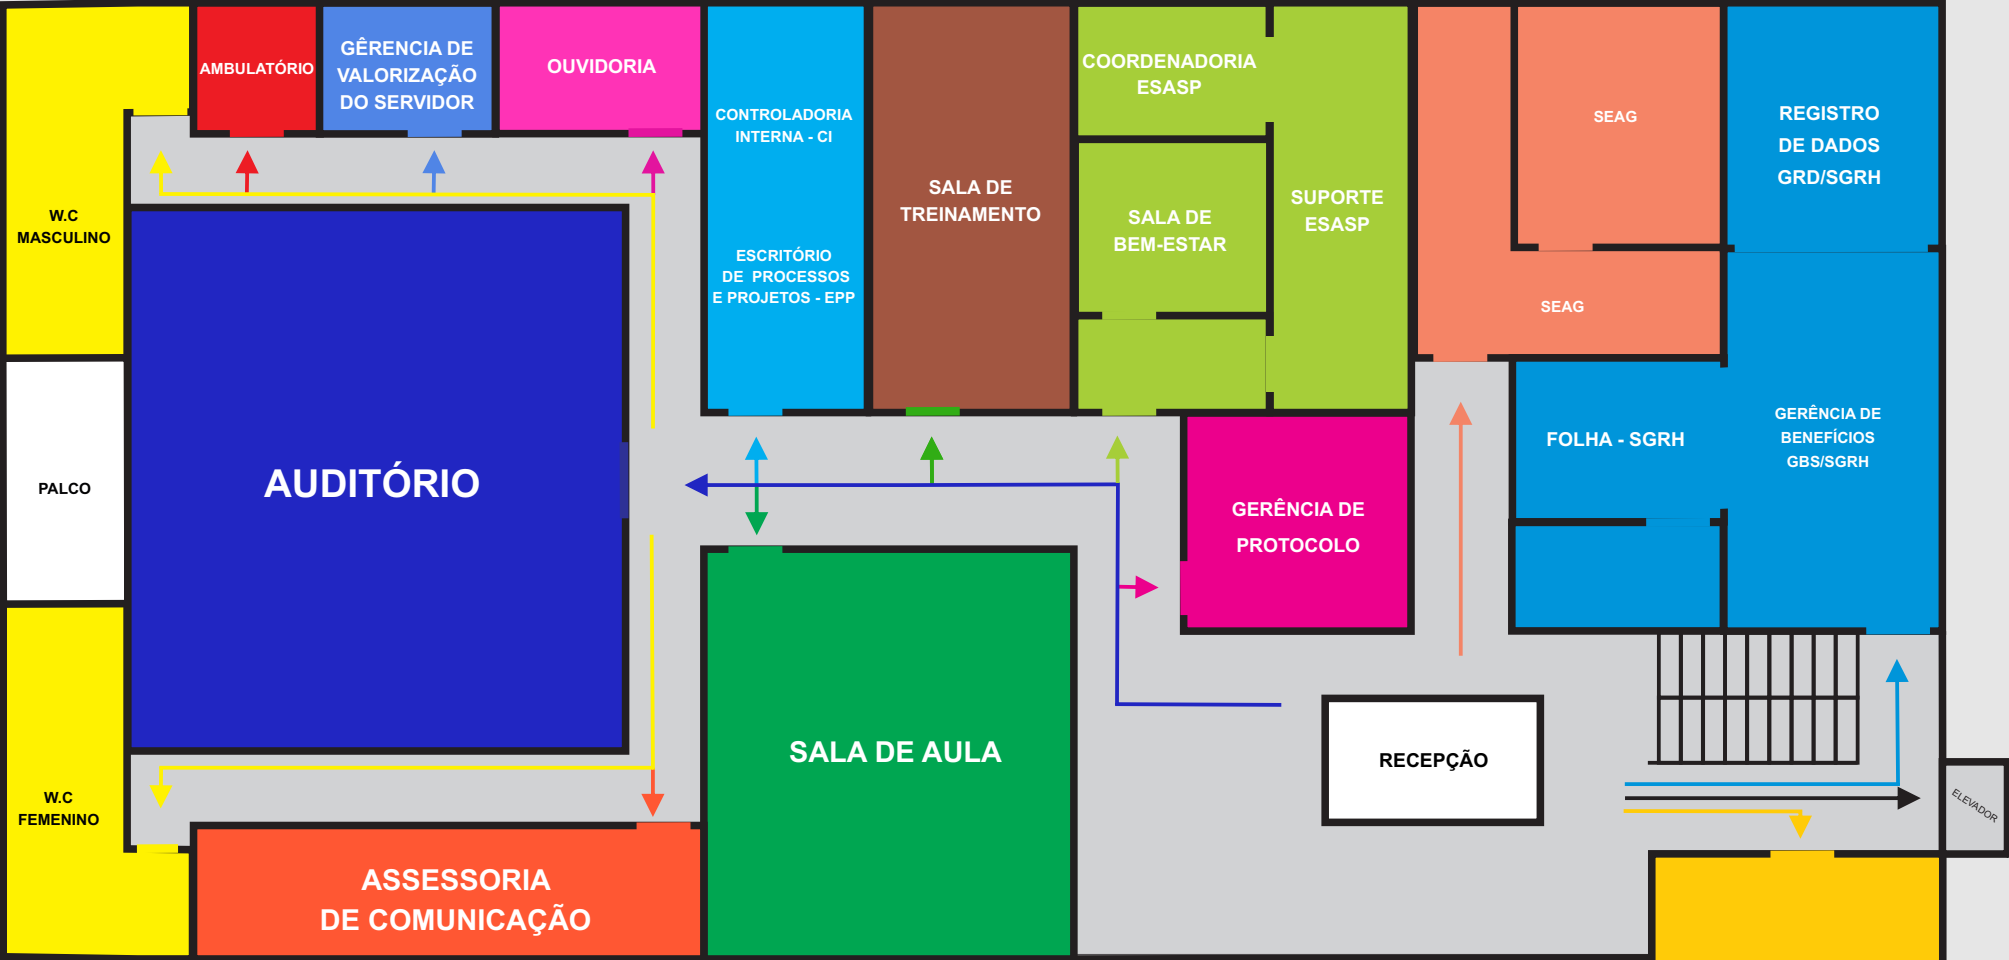 AMBULATÓRIO
GÊRENCIA DE
VALORIZAÇÃO
DO SERVIDOR
OUVIDORIA
CONTROLADORIA
INTERNA - CI
ESCRITÓRIO
DE PROCESSOS
E PROJETOS - EPP
SALA DE
TREINAMENTO
COORDENADORIA
ESASP
SALA DE
BEM-ESTAR
SUPORTE
ESASP
SEAG
SEAG
REGISTRO
DE DADOS
GRD/SGRH
W.C
MASCULINO
PALCO
AUDITÓRIO
GERÊNCIA DE
PROTOCOLO
FOLHA - SGRH
GERÊNCIA DE
BENEFÍCIOS
GBS/SGRH
W.C
FEMENINO
ASSESSORIA
DE COMUNICAÇÃO
SALA DE AULA
RECEPÇÃO
ELEVADOR